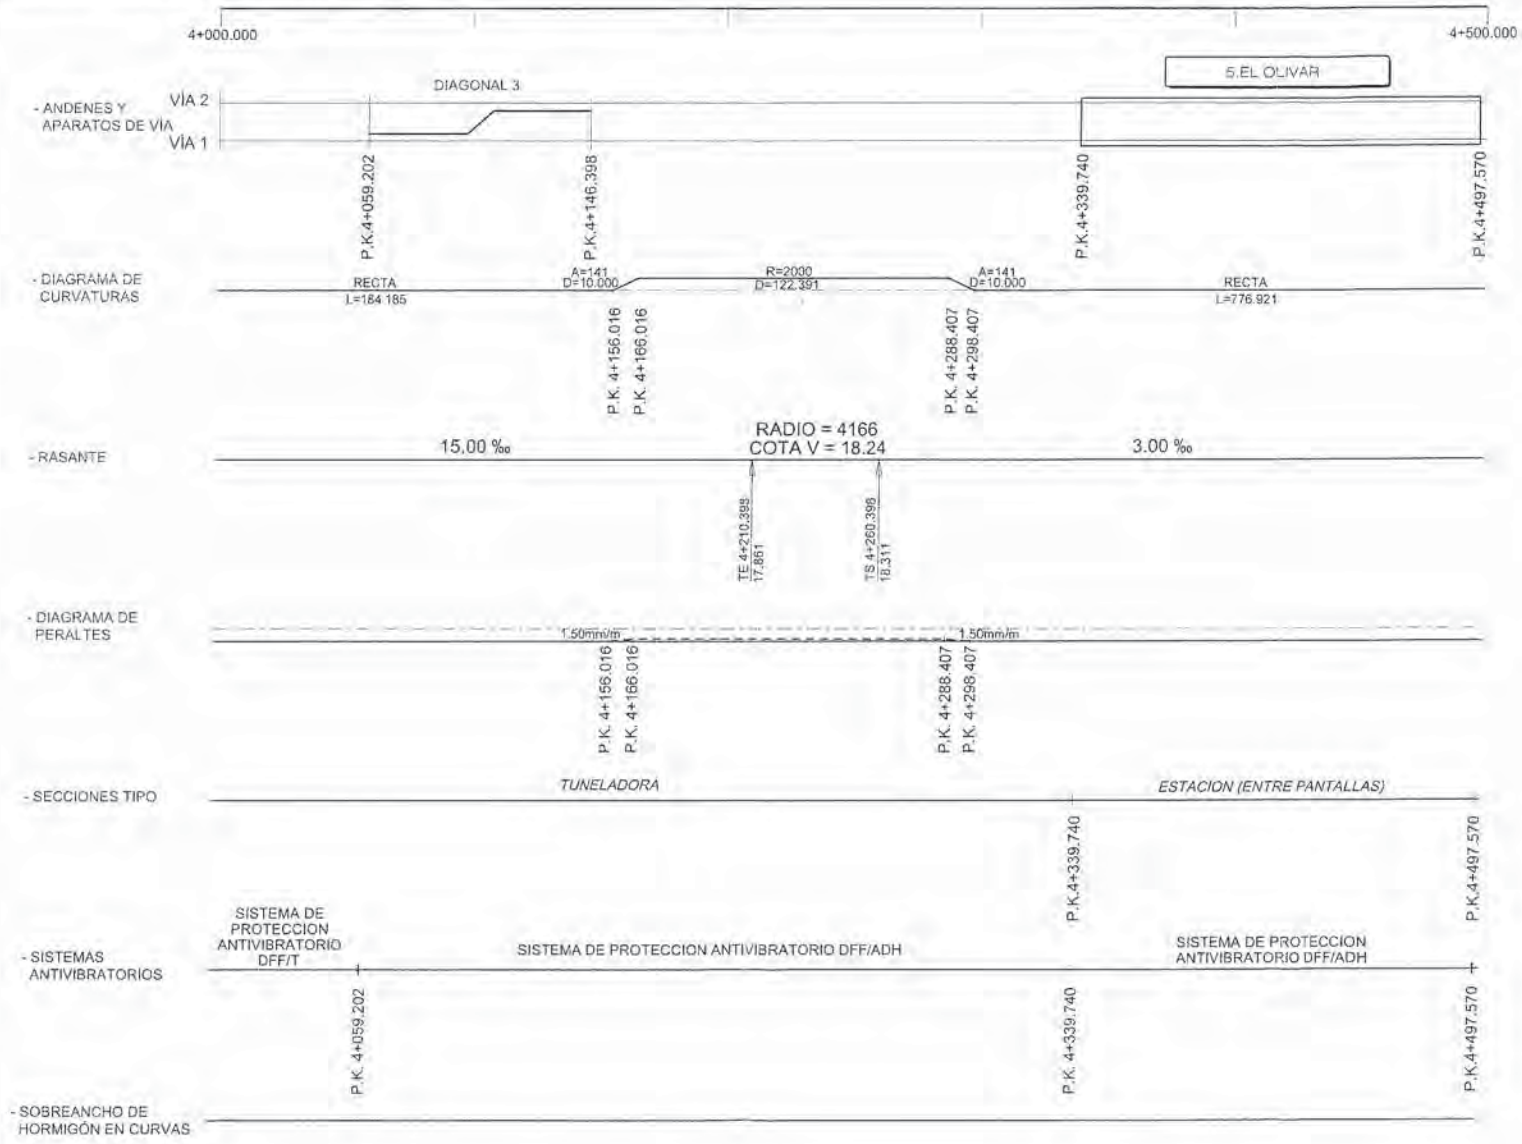 4+000.000
4+500.000
5.EL OLIVAR
DIAGONAL 3
- ANDENES Y
APARATOS DE VÍA
VÍA 2
VÍA 1
P.K.4+059.202
P.K.4+146.398
P.K.4+339.740
P.K.4+497.570
- DIAGRAMA DE
CURVATURAS
RECTA
L=184.185
A=141
D=10.000
R=2000
D=122.391
A=141
D=10.000
RECTA
L=776.921
P.K. 4+156.016
P.K. 4+166.016
P.K. 4+288.407
P.K. 4+298.407
- RASANTE
15,00 ‰
RADIO = 4166
COTA V = 18.24
3.00 ‰
TE 4+210.398
17.861
TS 4+260.398
18.311
- DIAGRAMA DE
PERALTES
1.50mm/m
1.50mm/m
P.K. 4+156.016
P.K. 4+166.016
P.K. 4+288.407
P.K. 4+298.407
- SECCIONES TIPO
TUNELADORA
ESTACION (ENTRE PANTALLAS)
P.K.4+339.740
P.K.4+497.570
- SISTEMAS
ANTIVIBRATORIOS
SISTEMA DE
PROTECCION
ANTIVIBRATORIO
DFF/T
SISTEMA DE PROTECCION ANTIVIBRATORIO DFF/ADH
SISTEMA DE PROTECCION
ANTIVIBRATORIO DFF/ADH
P.K. 4+059.202
P.K. 4+339.740
P.K.4+497.570
- SOBREANCHO DE
HORMIGÓN EN CURVAS